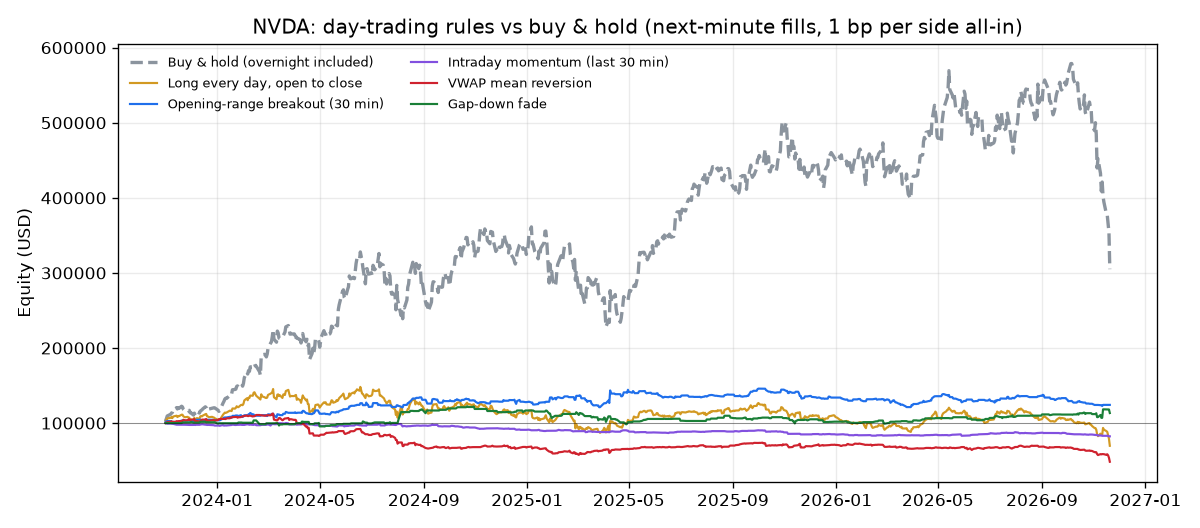 NVDA: day-trading rules vs buy & hold (next-minute fills, 1 bp per side all-in)
Buy & hold (overnight included)
Long every day, open to close
Opening-range breakout (30 min)
Intraday momentum (last 30 min)
VWAP mean reversion
Gap-down fade
Equity (USD)
600000
500000
400000
300000
200000
100000
2024-01 2024-05 2024-09 2025-01 2025-05 2025-09 2026-01 2026-05 2026-09 2027-01